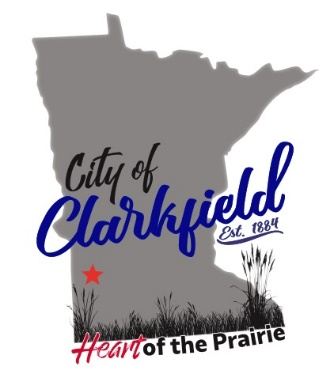 City of
Clarkfield
Est. 1884
Heart of the Prairie